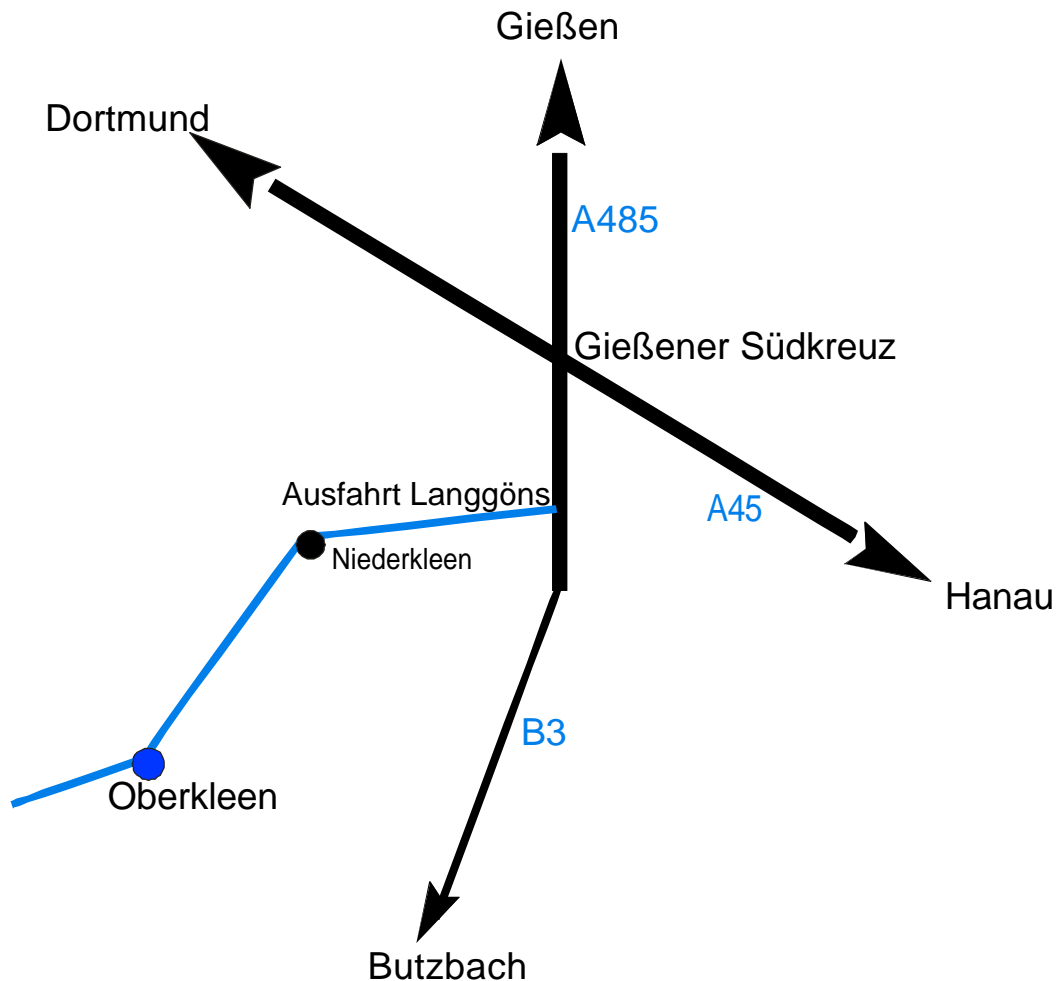 Gießen
Dortmund
A485
Gießener Südkreuz
Ausfahrt Langgöns
A45
Niederkleen
Hanau
B3
Oberkleen
Butzbach